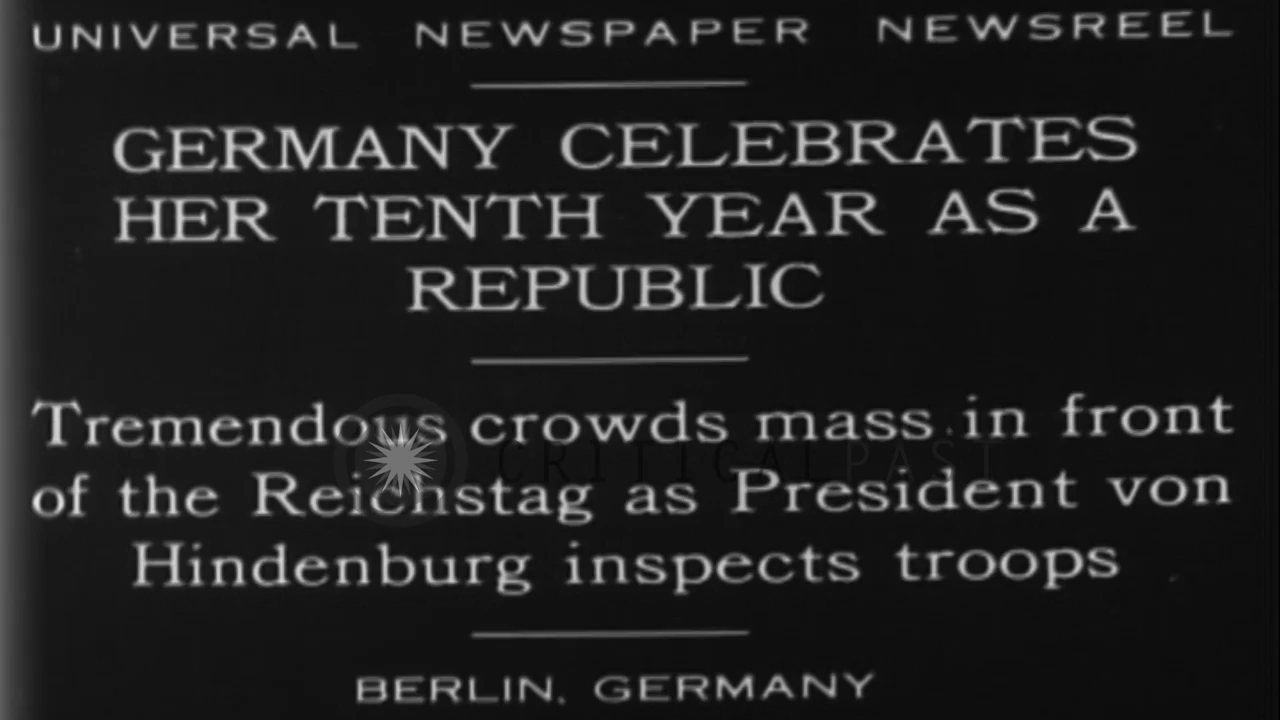 UNIVERSAL NEWSPAPER NEWSREEL
GERMANY CELEBRATES
HER TENTH YEAR AS A
REPUBLIC
Tremendous crowds mass in front
CRITICALPAST
of the Reichstag as President von
Hindenburg inspects troops
BERLIN, GERMANY